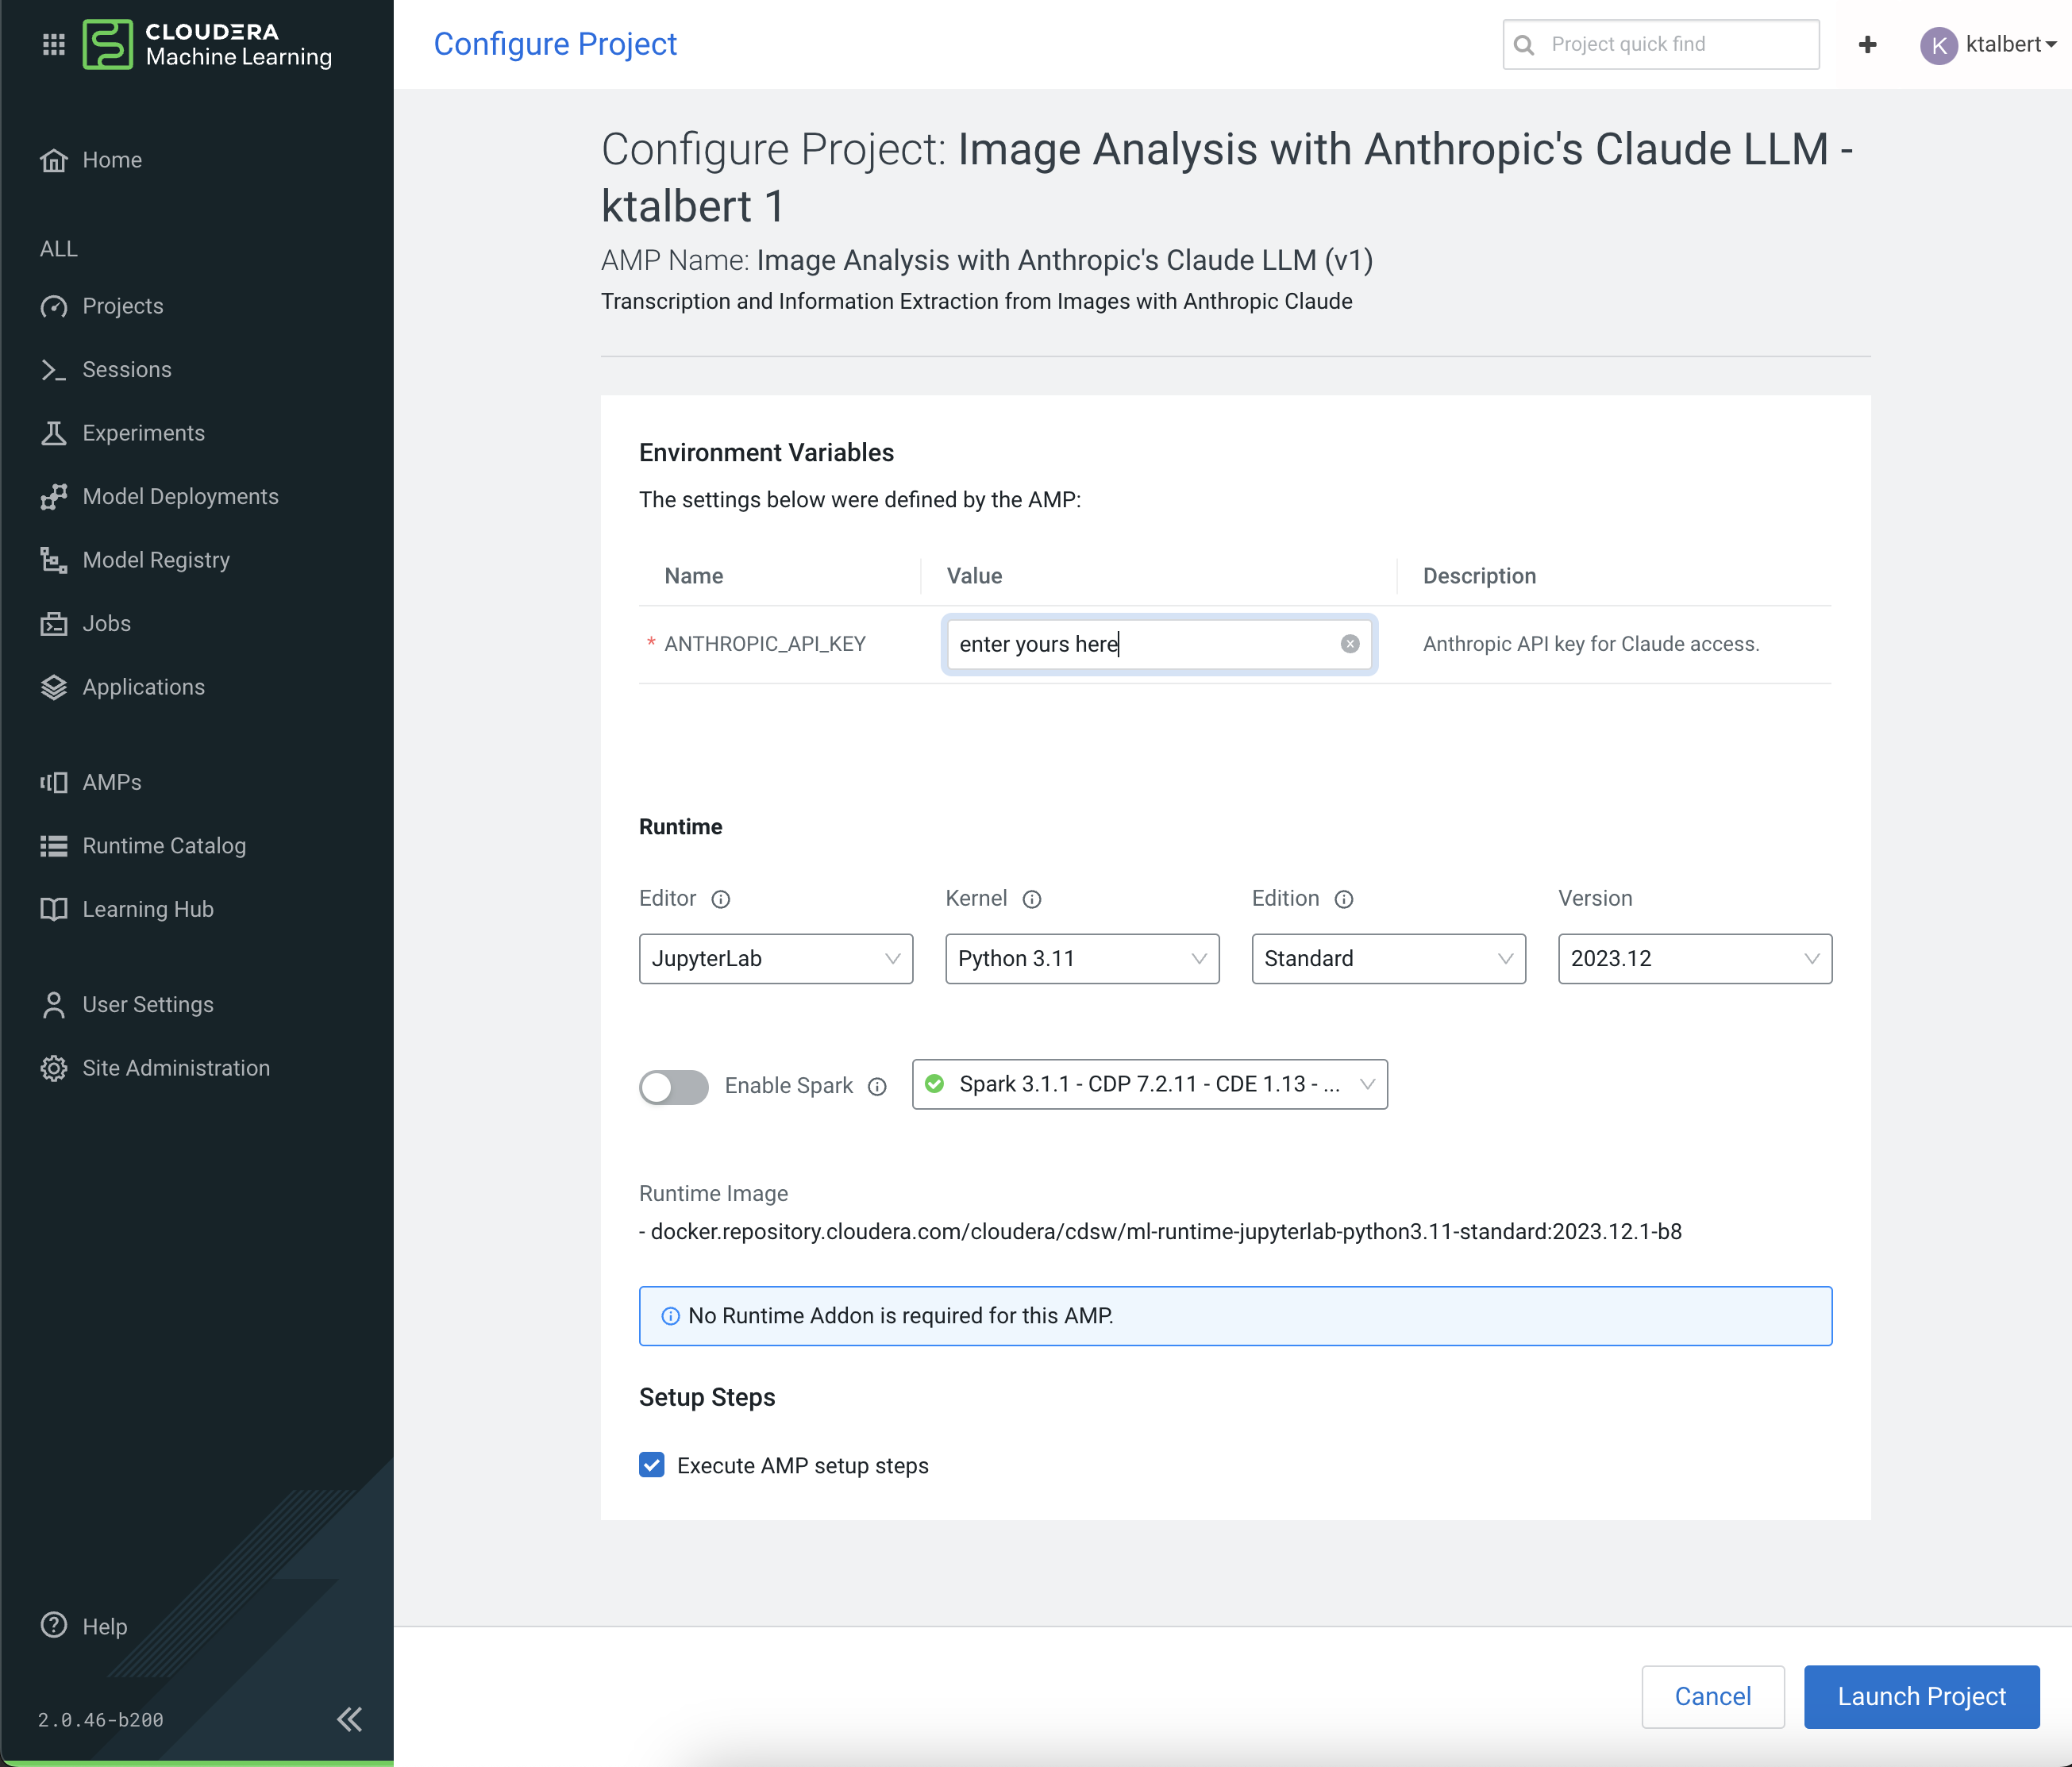 CLOUDERA
Machine Learning
Home
ALL
Projects
Sessions
Experiments
Model Deployments
Model Registry
Jobs
Applications
AMPs
Runtime Catalog
Learning Hub
User Settings
Site Administration
Help
2.0.46-b200
Configure Project
Project quick find
K ktalbert
Configure Project: Image Analysis with Anthropic's Claude LLM -
ktalbert 1
AMP Name: Image Analysis with Anthropic's Claude LLM (v1)
Transcription and Information Extraction from Images with Anthropic Claude
Environment Variables
The settings below were defined by the AMP:
Name Value Description
* ANTHROPIC_API_KEY enter yours here Anthropic API key for Claude access.
Runtime
Editor Kernel Edition Version
JupyterLab Python 3.11 Standard 2023.12
Enable Spark Spark 3.1.1 - CDP 7.2.11 - CDE 1.13 - ...
Runtime Image
- docker.repository.cloudera.com/cloudera/cdsw/ml-runtime-jupyterlab-python3.11-standard:2023.12.1-b8
No Runtime Addon is required for this AMP.
Setup Steps
Execute AMP setup steps
Cancel Launch Project